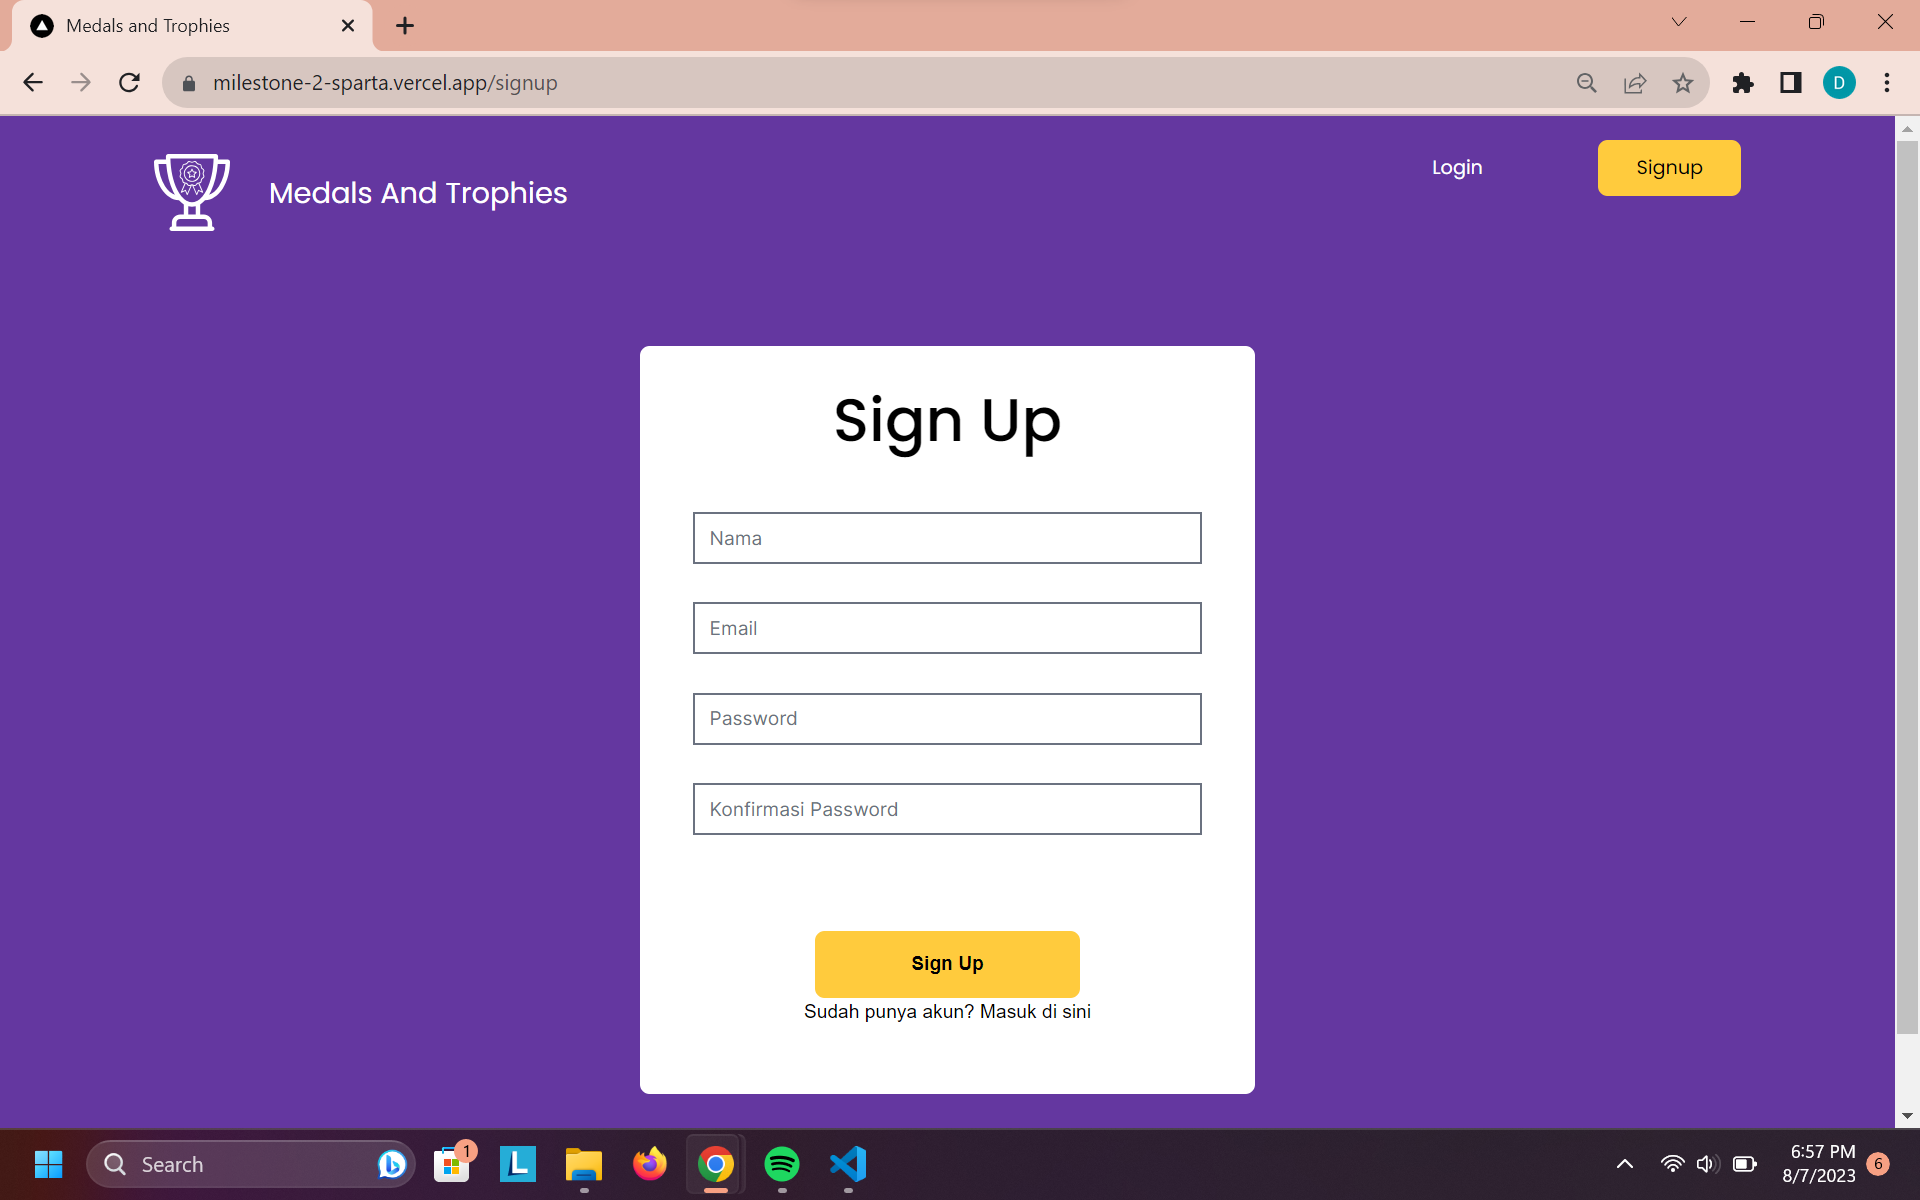 Medals and Trophies
milestone-2-sparta.vercel.app/signup
D
Medals And Trophies
Login
Signup
Sign Up
Nama
Email
Password
Konfirmasi Password
Sign Up
Sudah punya akun? Masuk di sini
Search
1
L
6:57 PM
8/7/2023
6